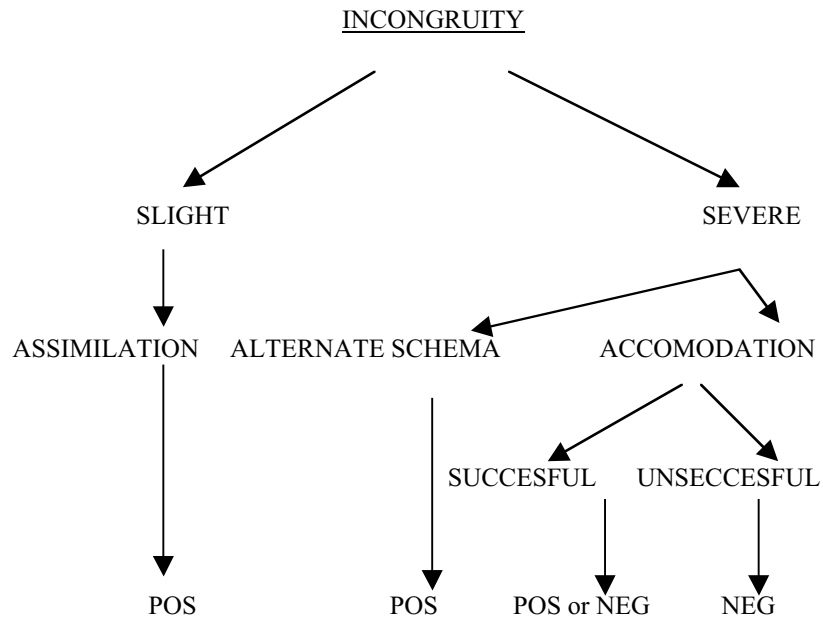 INCONGRUITY
SLIGHT SEVERE
ASSIMILATION ALTERNATE SCHEMA ACCOMODATION
SUCCESFUL UNSECCESFUL
POS POS POS or NEG NEG